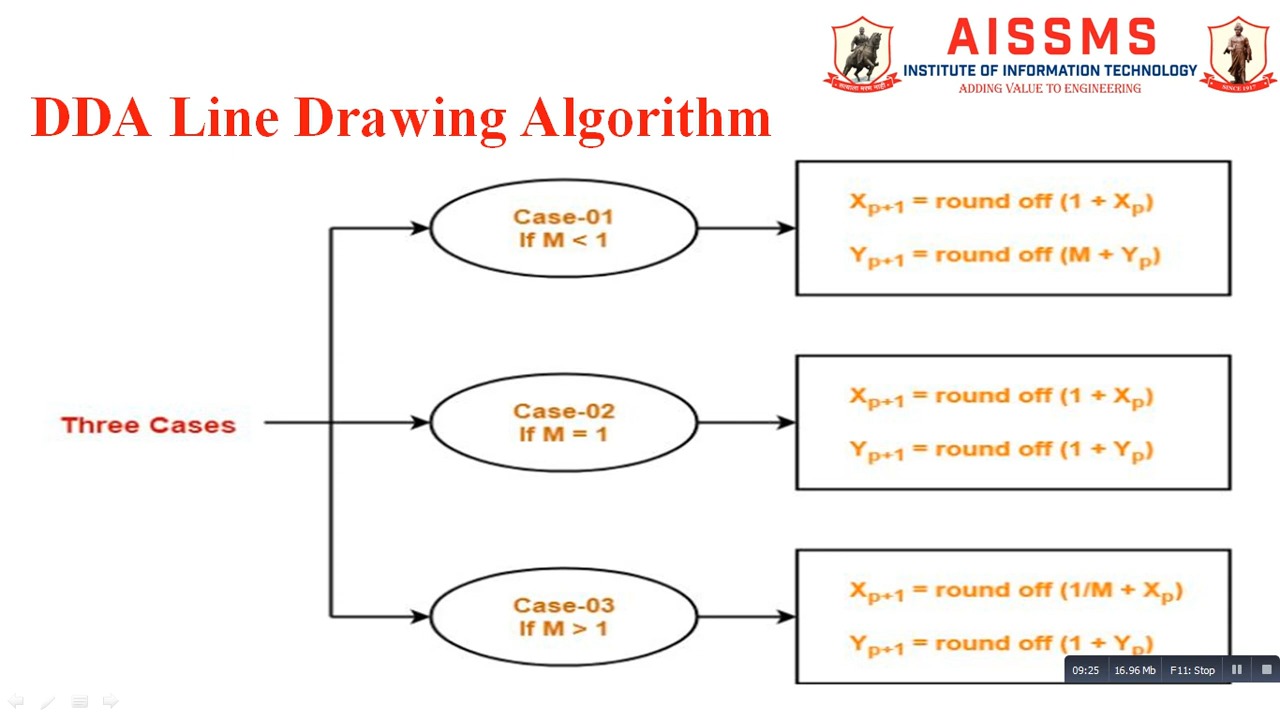 AISSMS
INSTITUTE OF INFORMATION TECHNOLOGY
ADDING VALUE TO ENGINEERING
SINCE 1917
DDA Line Drawing Algorithm
Three Cases
Case-01
If M < 1
Xp+1 = round off (1 + Xp)
Yp+1 = round off (M + Yp)
Case-02
If M = 1
Xp+1 = round off (1 + Xp)
Yp+1 = round off (1 + Yp)
Case-03
If M > 1
Xp+1 = round off (1/M + Xp)
Yp+1 = round off (1 + Yp)
09:25 16.96 Mb F11: Stop